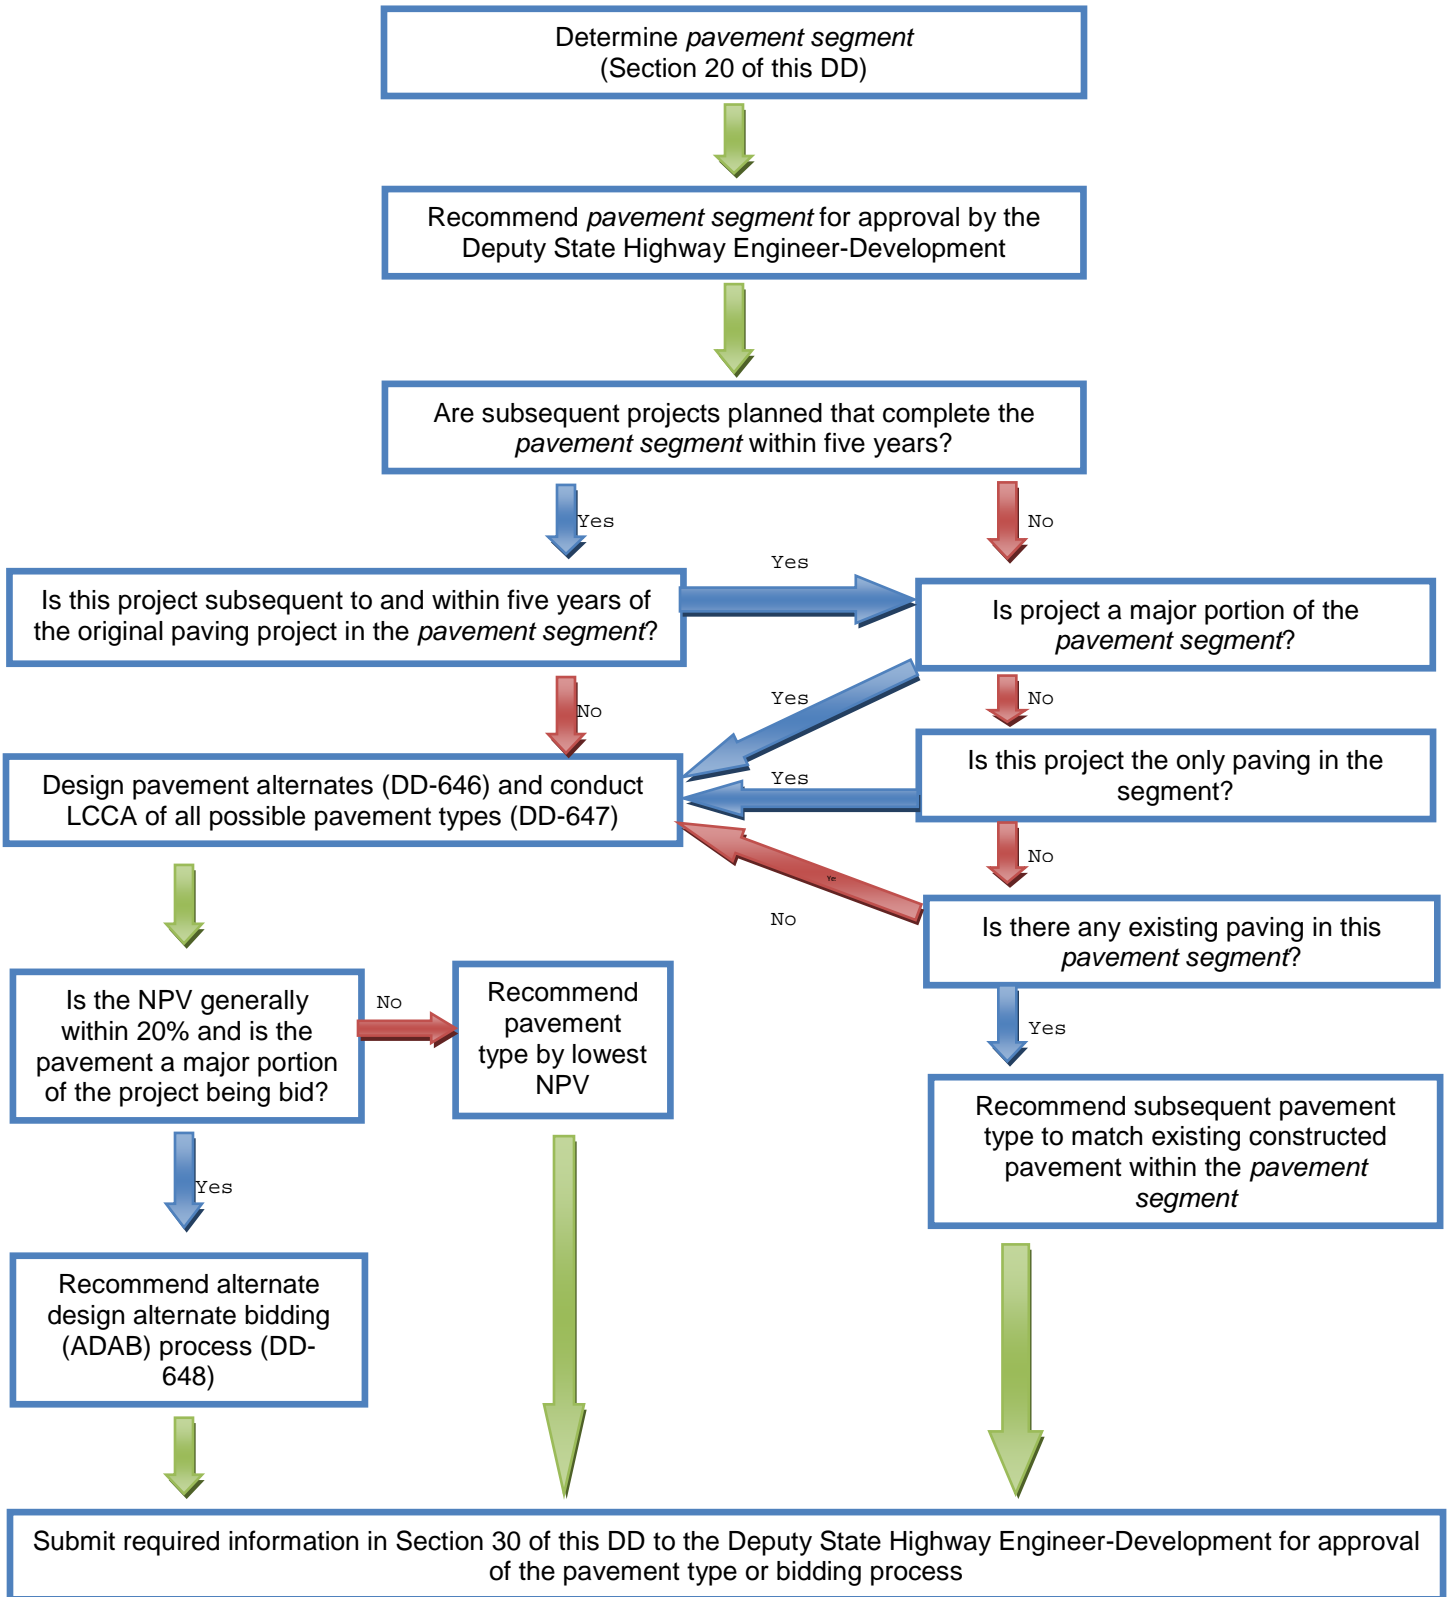 Determine pavement segment
(Section 20 of this DD)
Recommend pavement segment for approval by the
Deputy State Highway Engineer-Development
Are subsequent projects planned that complete the
pavement segment within five years?
Yes
No
Is this project subsequent to and within five years of
the original paving project in the pavement segment?
Yes
Is project a major portion of the
pavement segment?
No
Yes
No
Design pavement alternates (DD-646) and conduct
LCCA of all possible pavement types (DD-647)
Yes
Is this project the only paving in the
segment?
No
Ye
No
Is there any existing paving in this
pavement segment?
Is the NPV generally
within 20% and is the
pavement a major portion
of the project being bid?
No
Recommend
pavement
type by lowest
NPV
Yes
Recommend subsequent pavement
type to match existing constructed
pavement within the pavement
segment
Yes
Recommend alternate
design alternate bidding
(ADAB) process (DD-
648)
Submit required information in Section 30 of this DD to the Deputy State Highway Engineer-Development for approval
of the pavement type or bidding process